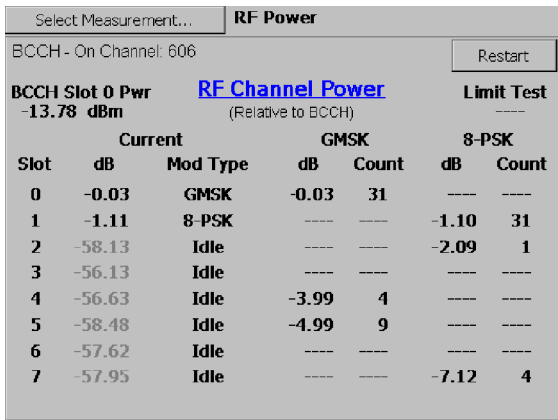 Select Measurement... RF Power
BCCH - On Channel: 606 Restart
BCCH Slot 0 Pwr RF Channel Power Limit Test
-13.78 dBm (Relative to BCCH) ----
Current GMSK 8-PSK
Slot dB Mod Type dB Count dB Count
0 -0.03 GMSK -0.03 31 ---- ----
1 -1.11 8-PSK ---- ---- -1.10 31
2 -58.13 Idle ---- ---- -2.09 1
3 -56.13 Idle ---- ---- ---- ----
4 -56.63 Idle -3.99 4 ---- ----
5 -58.48 Idle -4.99 9 ---- ----
6 -57.62 Idle ---- ---- ---- ----
7 -57.95 Idle ---- ---- -7.12 4